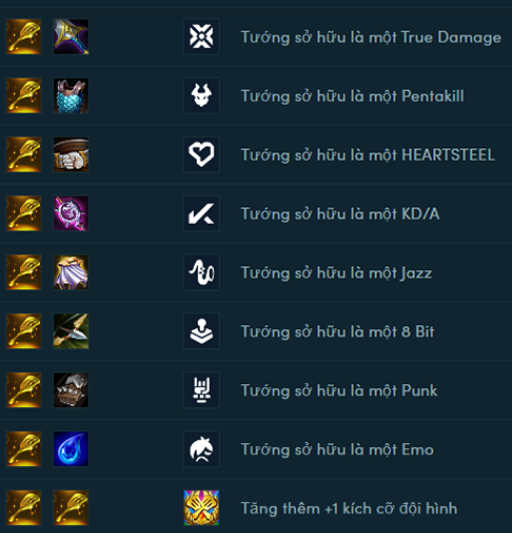 Tướng sở hữu là một True Damage
Tướng sở hữu là một Pentakill
Tướng sở hữu là một HEARTSTEEL
Tướng sở hữu là một KD/A
Tướng sở hữu là một Jazz
Tướng sở hữu là một 8 Bit
Tướng sở hữu là một Punk
Tướng sở hữu là một Emo
Tăng thêm +1 kích cỡ đội hình